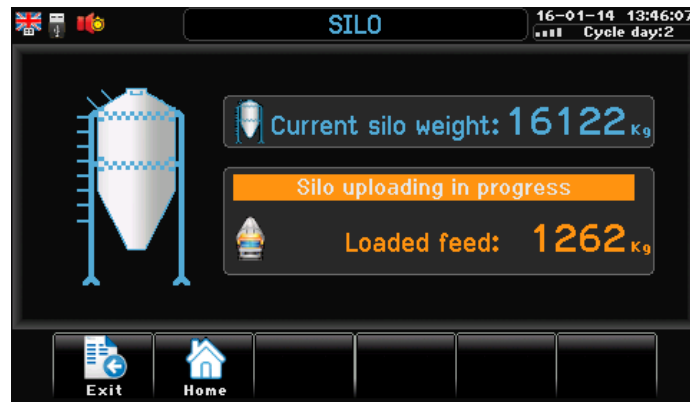 SILO
16-01-14 13:46:07
Cycle day:2
Current silo weight: 16122 Kg
Silo uploading in progress
Loaded feed: 1262 Kg
Exit
Home